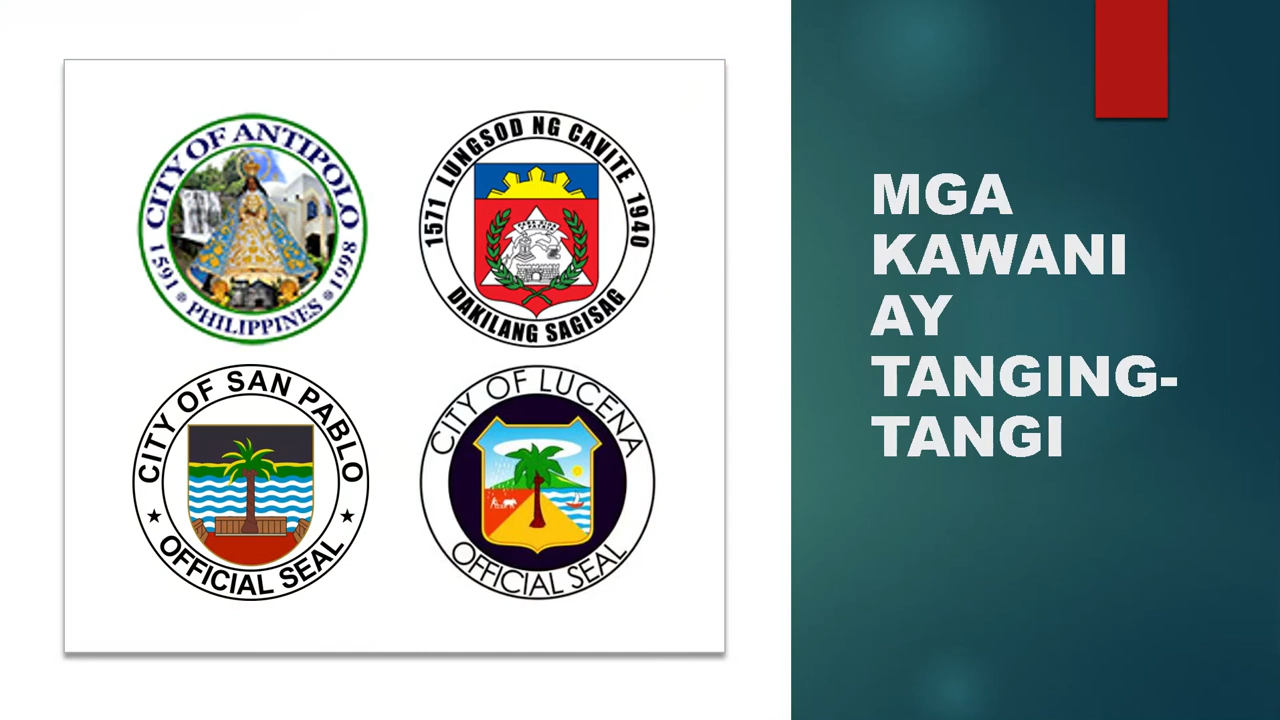 CITY OF ANTIPOLO
1591 PHILIPPINES 1998
1571 LUNGSOD NG CAVITE 1940
DAKILANG SAGISAG
CITY OF SAN PABLO
OFFICIAL SEAL
CITY OF LUCENA
OFFICIAL SEAL
MGA
KAWANI
AY
TANGING-
TANGI